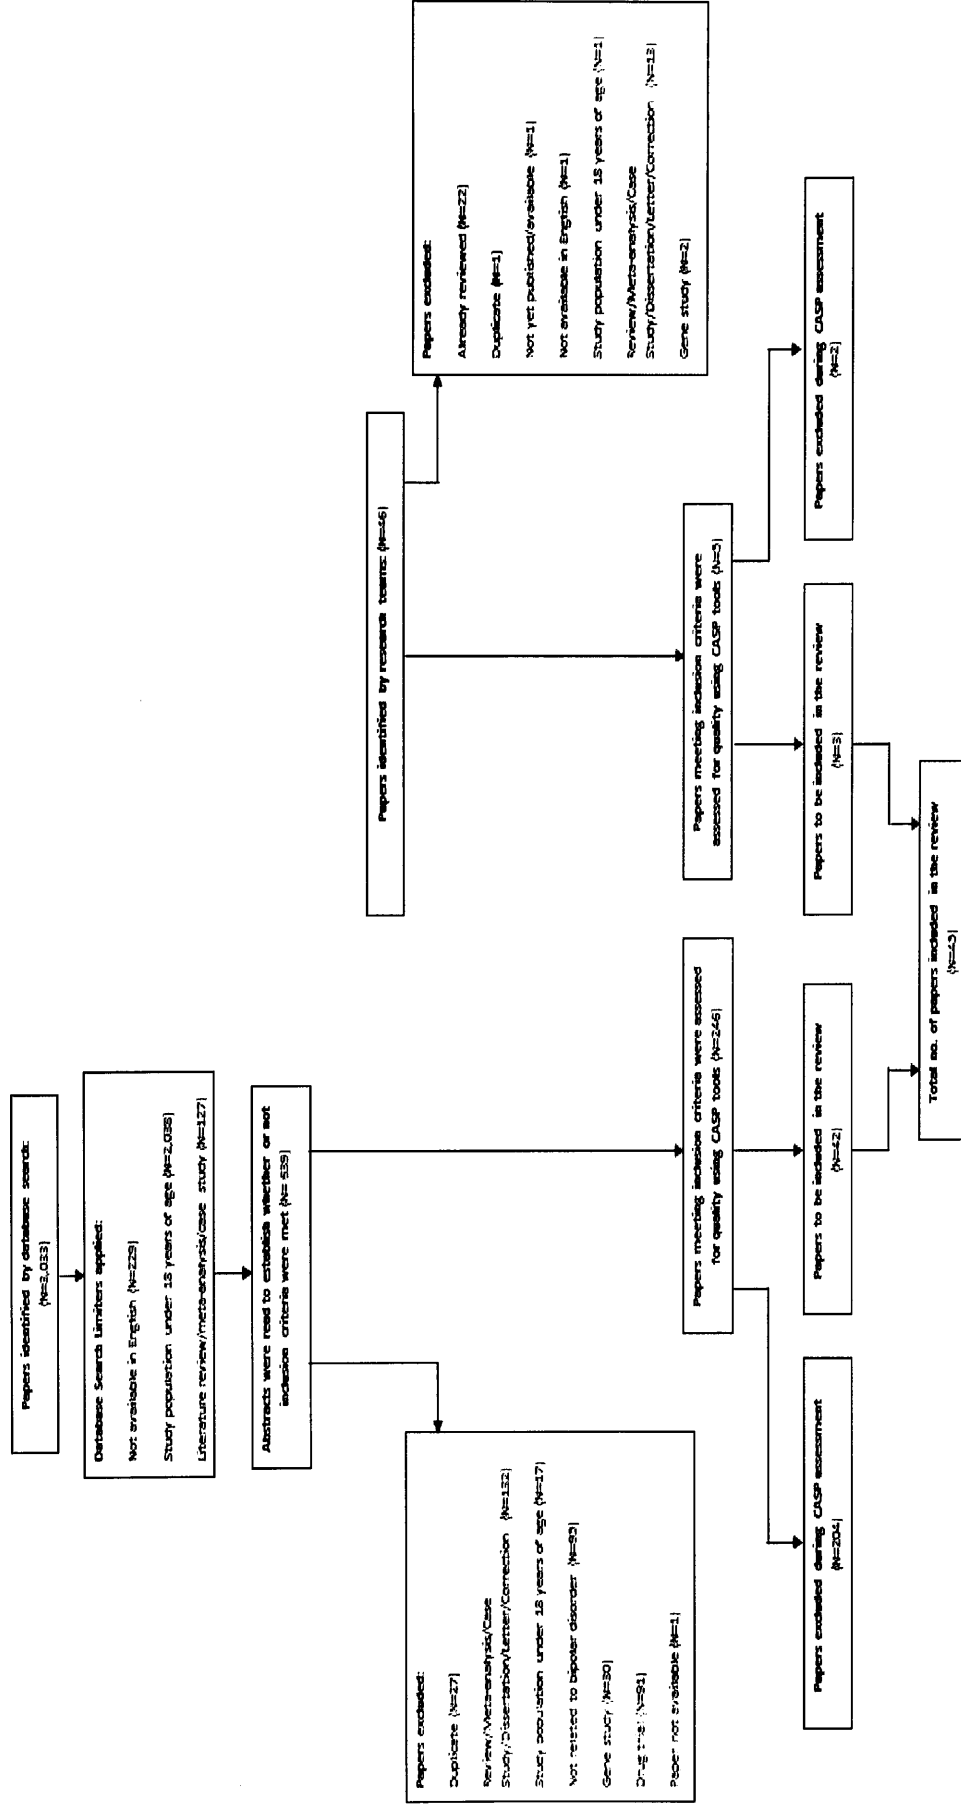 Papers identified by database search:
(N=3,033)
Database Search Limiters applied:
Not available in English (N=229)
Study population under 18 years of age (N=2,038)
Literature review/meta-analysis/case study (N=127)
Abstracts were read to establish whether or not
inclusion criteria were met (N= 639)
Papers excluded:
Duplicate (N=27)
Review/Meta-analysis/Case
Study/Dissertation/Letter/Correction (N=132)
Study population under 18 years of age (N=17)
Not related to bipolar disorder (N=95)
Gene study (N=30)
Drug trial (N=91)
Paper not available (N=1)
Papers meeting inclusion criteria were assessed
for quality using CASP tools (N=246)
Papers excluded during CASP assessment
(N=204)
Papers to be included in the review
(N=42)
Papers identified by research teams: (N=46)
Papers excluded:
Already reviewed (N=22)
Duplicate (N=1)
Not yet published/available (N=1)
Not available in English (N=1)
Study population under 18 years of age (N=1)
Review/Meta-analysis/Case
Study/Dissertation/Letter/Correction (N=13)
Gene study (N=2)
Papers meeting inclusion criteria were
assessed for quality using CASP tools (N=5)
Papers to be included in the review
(N=3)
Papers excluded during CASP assessment
(N=2)
Total no. of papers included in the review
(N=45)